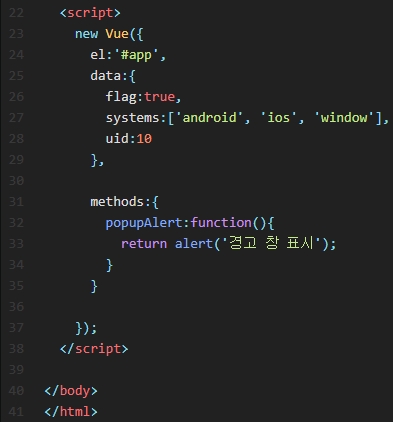 22 <script>
23 new Vue({
24 el:'#app',
25 data:{
26 flag:true,
27 systems:['android', 'ios', 'window'],
28 uid:10
29 },
30
31 methods:{
32 popupAlert:function(){
33 return alert('경고 창 표시');
34 }
35 }
36
37 });
38 </script>
39
40 </body>
41 </html>